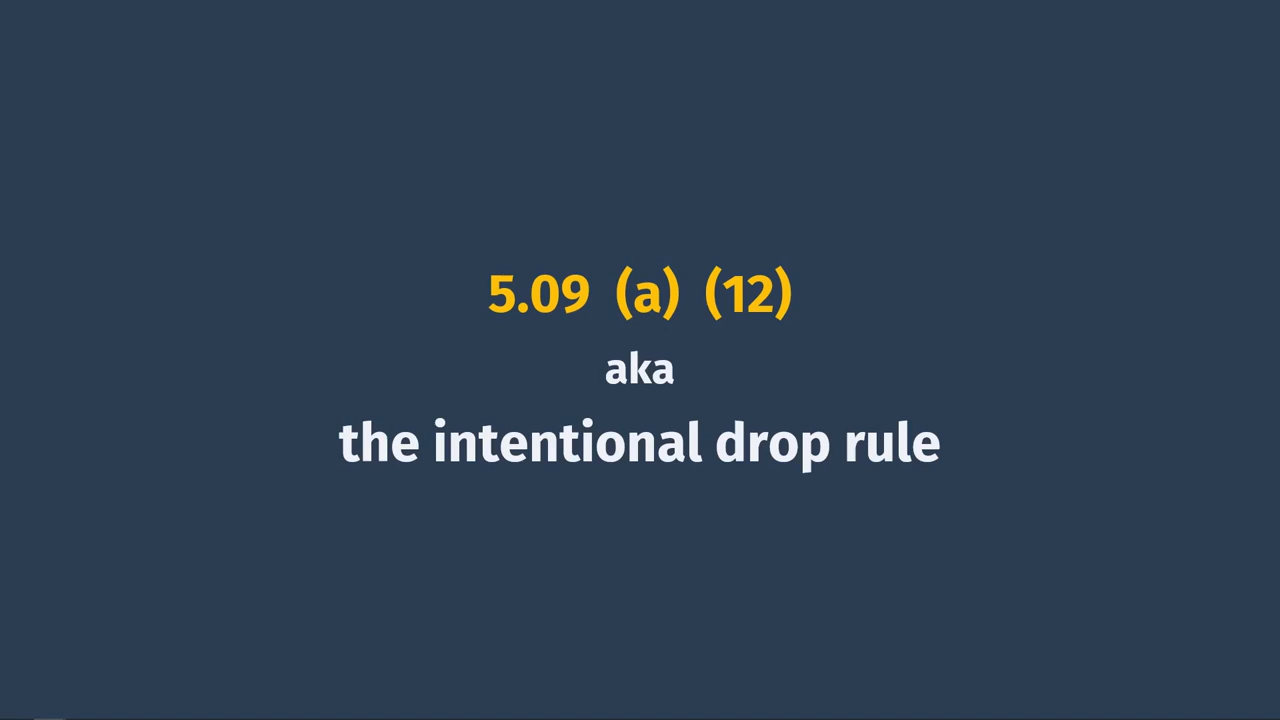 5.09 (a) (12)
aka
the intentional drop rule